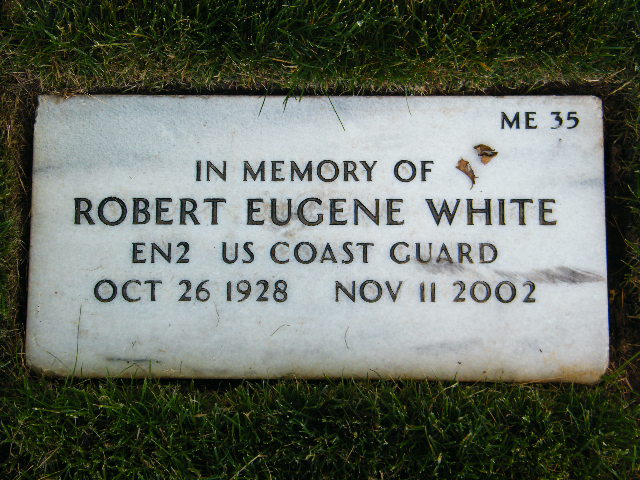 ME 35
IN MEMORY OF
ROBERT EUGENE WHITE
EN2 US COAST GUARD
OCT 26 1928 NOV 11 2002